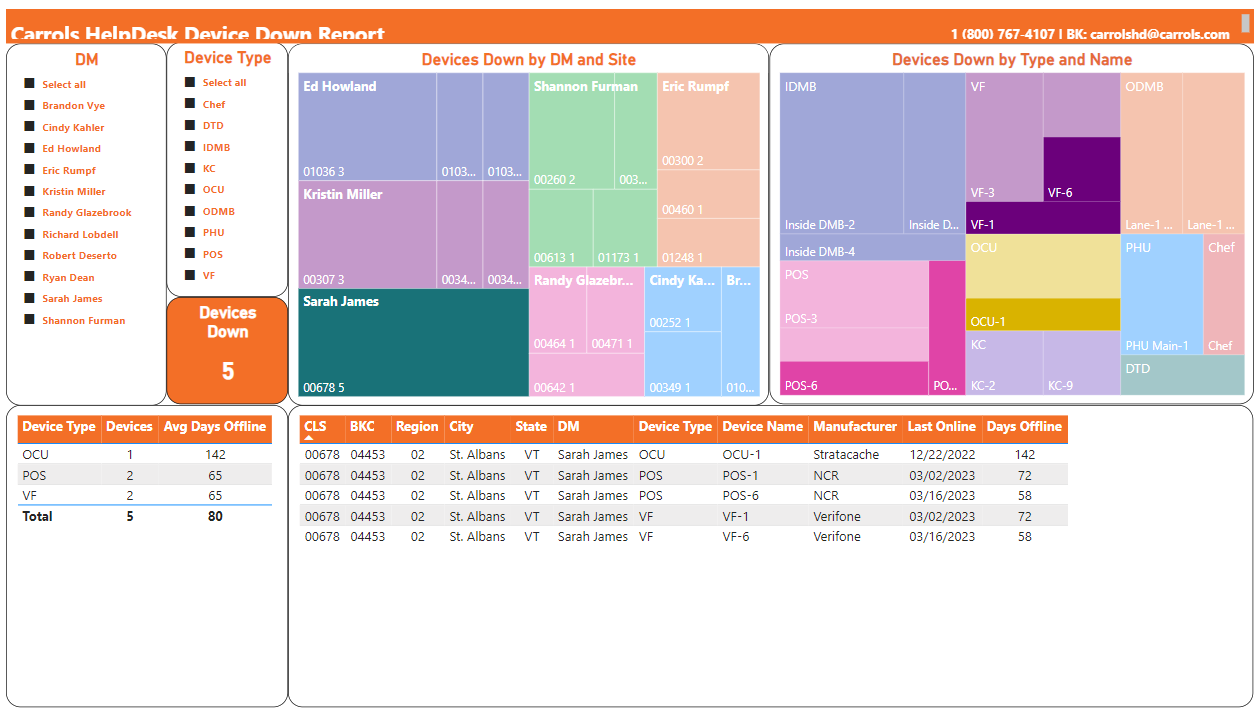 Carrols HelpDesk Device Down Report
1 (800) 767-4107 | BK: carrolshd@carrols.com
DM
Select all
Brandon Vye
Cindy Kahler
Ed Howland
Eric Rumpf
Kristin Miller
Randy Glazebrook
Richard Lobdell
Robert Deserto
Ryan Dean
Sarah James
Shannon Furman
Device Type
Select all
Chef
DTD
IDMB
KC
OCU
ODMB
PHU
POS
VF
Devices
Down
5
Devices Down by DM and Site
Ed Howland
01036 3
0103...
0103...
Kristin Miller
00307 3
0034...
0034...
Sarah James
00678 5
Shannon Furman
00260 2
003...
00613 1
01173 1
Eric Rumpf
00300 2
00460 1
01248 1
Randy Glazebr...
00464 1
00471 1
00642 1
Cindy Ka...
00252 1
00349 1
Br...
010...
Devices Down by Type and Name
IDMB
Inside DMB-2
Inside D...
Inside DMB-4
POS
POS-3
POS-6
PO...
VF
VF-3
VF-6
VF-1
OCU
OCU-1
KC
KC-2
KC-9
ODMB
Lane-1 ...
Lane-1 ...
PHU
PHU Main-1
Chef
Chef
DTD
Device Type Devices Avg Days Offline
OCU 1 142
POS 2 65
VF 2 65
Total 5 80
CLS BKC Region City State DM Device Type Device Name Manufacturer Last Online Days Offline
00678 04453 02 St. Albans VT Sarah James OCU OCU-1 Stratacache 12/22/2022 142
00678 04453 02 St. Albans VT Sarah James POS POS-1 NCR 03/02/2023 72
00678 04453 02 St. Albans VT Sarah James POS POS-6 NCR 03/16/2023 58
00678 04453 02 St. Albans VT Sarah James VF VF-1 Verifone 03/02/2023 72
00678 04453 02 St. Albans VT Sarah James VF VF-6 Verifone 03/16/2023 58